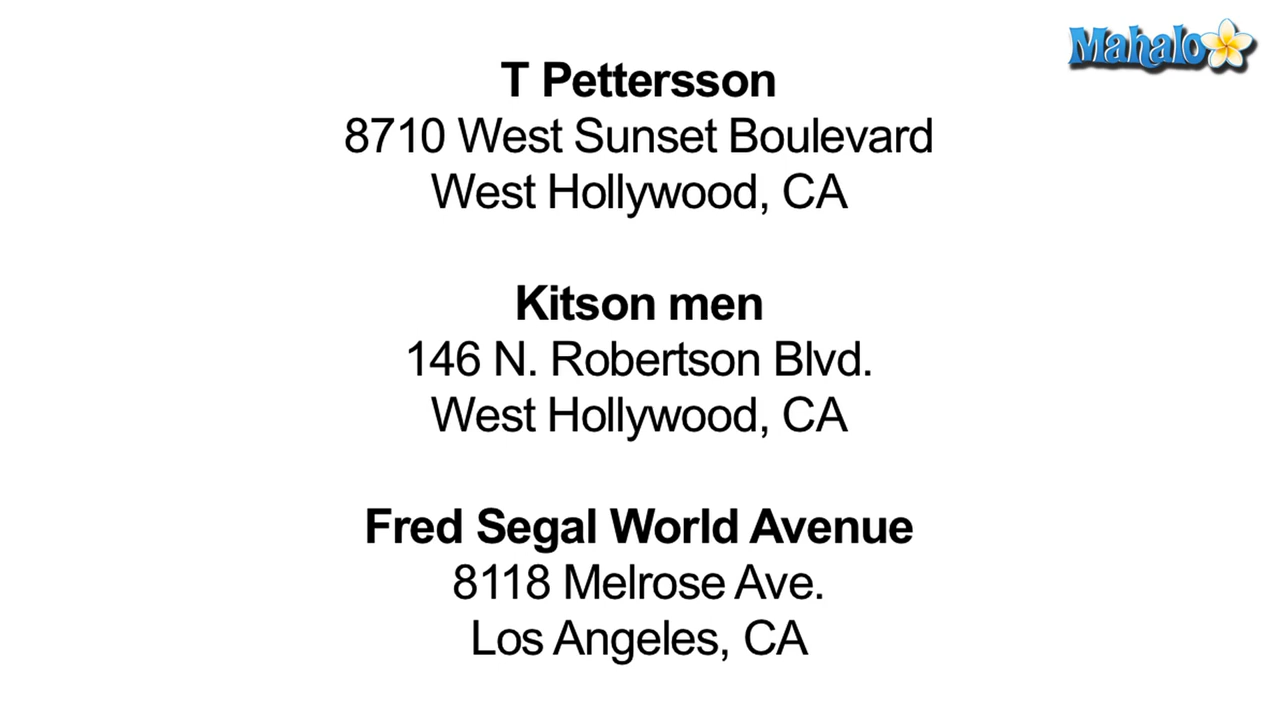 Mahalo
T Pettersson
8710 West Sunset Boulevard
West Hollywood, CA
Kitson men
146 N. Robertson Blvd.
West Hollywood, CA
Fred Segal World Avenue
8118 Melrose Ave.
Los Angeles, CA